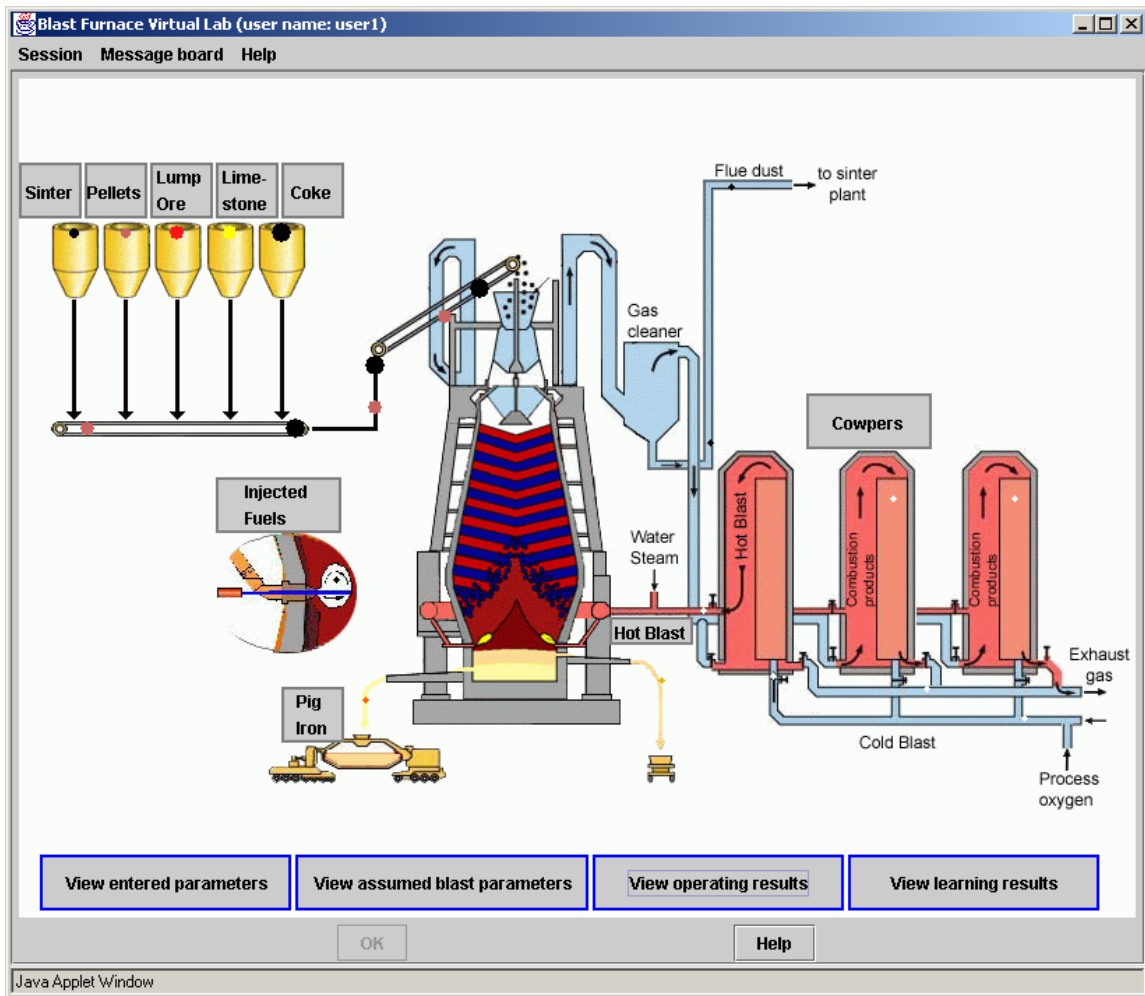 Blast Furnace Virtual Lab (user name: user1)
Session Message board Help
Flue dust
to sinter
plant
Sinter
Pellets
Lump
Ore
Lime-
stone
Coke
Gas
cleaner
Cowpers
Injected
Fuels
Water
Steam
Hot Blast
Combustion
products
Combustion
products
Hot Blast
Exhaust
gas
Pig
Iron
Cold Blast
Process
oxygen
View entered parameters
View assumed blast parameters
View operating results
View learning results
OK
Help
Java Applet Window